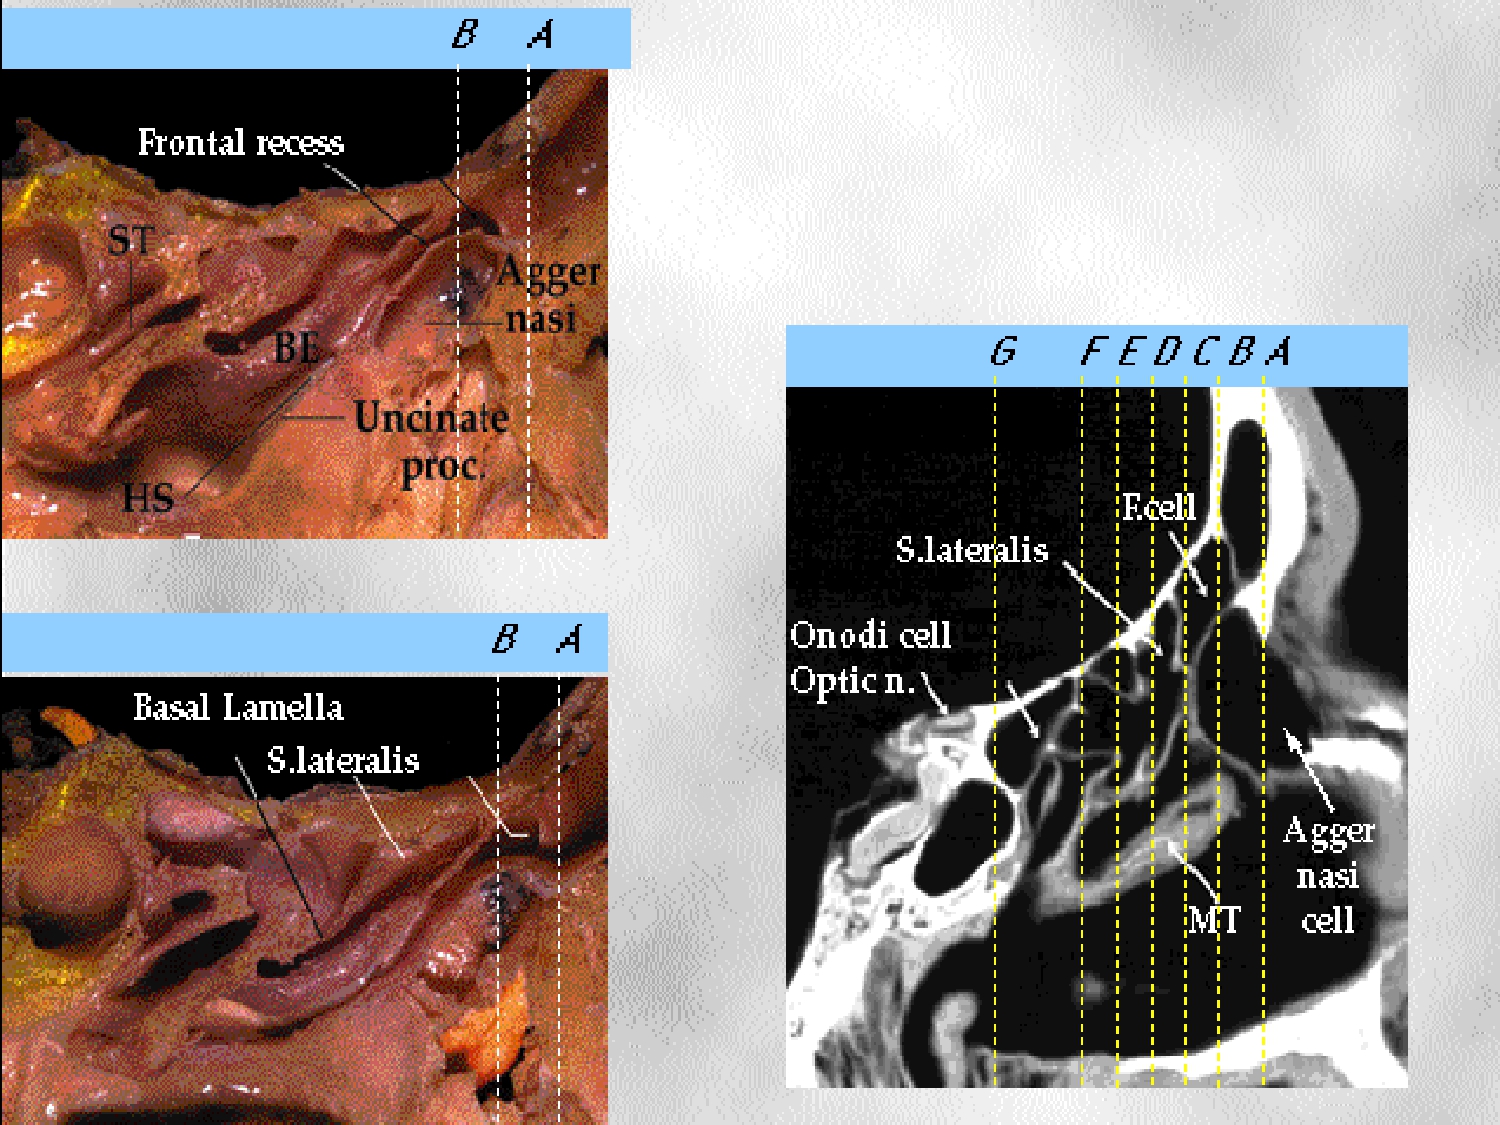 B A
Frontal recess
ST
Agger
nasi
BE
Uncinate
proc.
HS
B A
Basal Lamella
S.lateralis
G F E D C B A
F.cell
S.lateralis
Onodi cell
Optic n.
Agger
nasi
cell
MT